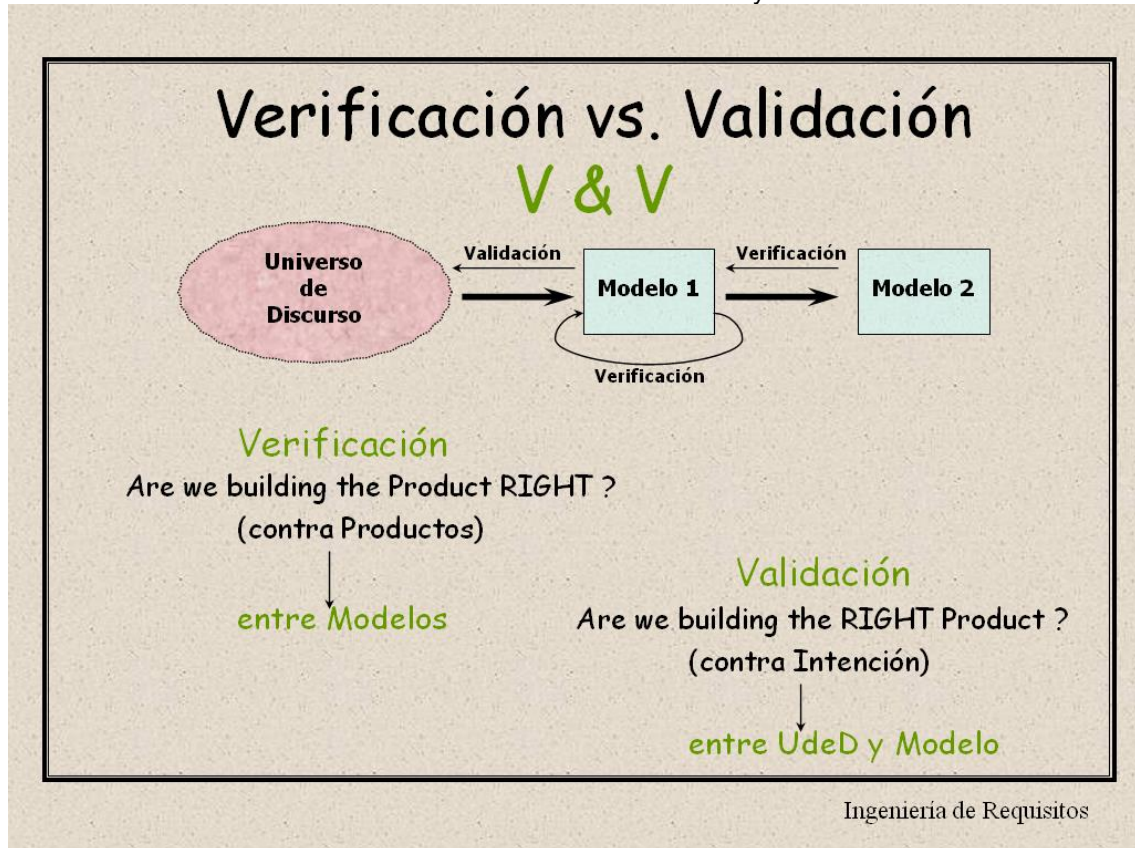 Verificación vs. Validación
V & V
Universo
de
Discurso
Validación
Modelo 1
Verificación
Modelo 2
Verificación
Verificación
Are we building the Product RIGHT ?
(contra Productos)
entre Modelos
Validación
Are we building the RIGHT Product ?
(contra Intención)
entre UdeD y Modelo
Ingeniería de Requisitos